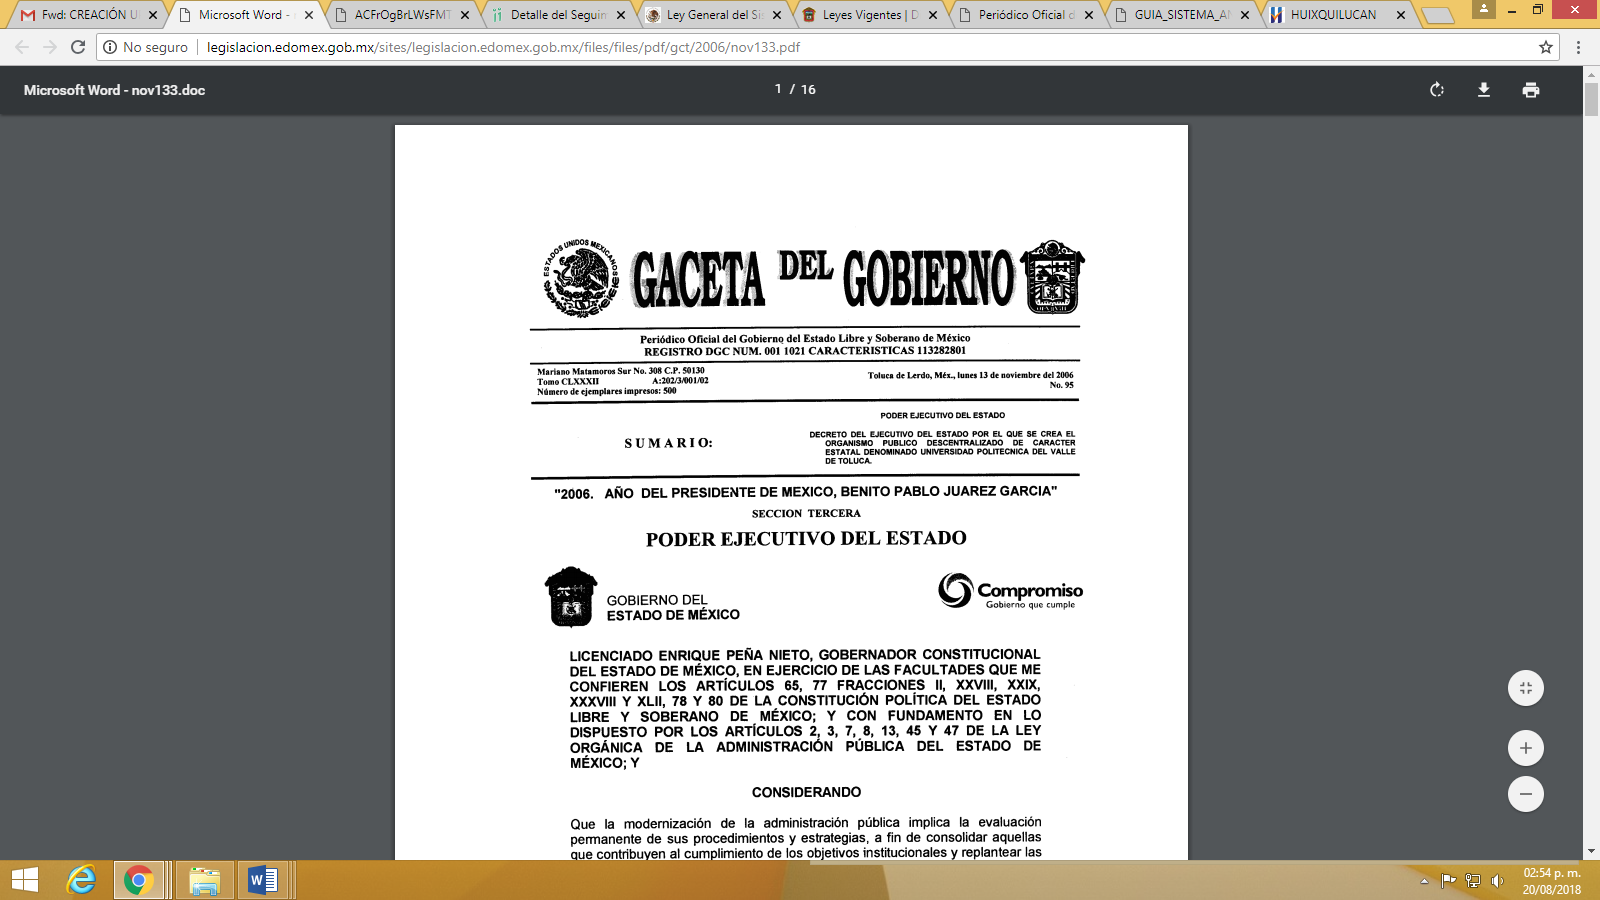 Fwd: CREACIÓN U
Microsoft Word -
ACFrOgBrLWsFMT
Detalle del Seguim
Ley General del Si
Leyes Vigentes | D
Periódico Oficial d
GUIA_SISTEMA_A
HUIXQUILUCAN
No seguro
legislacion.edomex.gob.mx/sites/legislacion.edomex.gob.mx/files/files/pdf/gct/2006/nov133.pdf
Microsoft Word - nov133.doc
1 / 16
ESTADOS UNIDOS MEXICANOS
GACETA DEL GOBIERNO
Periódico Oficial del Gobierno del Estado Libre y Soberano de México
REGISTRO DGC NUM. 001 1021 CARACTERISTICAS 113282801
Mariano Matamoros Sur No. 308 C.P. 50130
Tomo CLXXXII A:202/3/001/02
Número de ejemplares impresos: 500
Toluca de Lerdo, Méx., lunes 13 de noviembre del 2006
No. 95
SUMARIO:
PODER EJECUTIVO DEL ESTADO
DECRETO DEL EJECUTIVO DEL ESTADO POR EL QUE SE CREA EL
ORGANISMO PUBLICO DESCENTRALIZADO DE CARACTER
ESTATAL DENOMINADO UNIVERSIDAD POLITECNICA DEL VALLE
DE TOLUCA.
"2006. AÑO DEL PRESIDENTE DE MEXICO, BENITO PABLO JUAREZ GARCIA"
SECCION TERCERA
PODER EJECUTIVO DEL ESTADO
GOBIERNO DEL
ESTADO DE MÉXICO
Compromiso
Gobierno que cumple
LICENCIADO ENRIQUE PEÑA NIETO, GOBERNADOR CONSTITUCIONAL
DEL ESTADO DE MÉXICO, EN EJERCICIO DE LAS FACULTADES QUE ME
CONFIEREN LOS ARTÍCULOS 65, 77 FRACCIONES II, XXVIII, XXIX,
XXXVIII Y XLII, 78 Y 80 DE LA CONSTITUCIÓN POLÍTICA DEL ESTADO
LIBRE Y SOBERANO DE MÉXICO; Y CON FUNDAMENTO EN LO
DISPUESTO POR LOS ARTÍCULOS 2, 3, 7, 8, 13, 45 Y 47 DE LA LEY
ORGÁNICA DE LA ADMINISTRACIÓN PÚBLICA DEL ESTADO DE
MÉXICO; Y
CONSIDERANDO
Que la modernización de la administración pública implica la evaluación
permanente de sus procedimientos y estrategias, a fin de consolidar aquellas
que contribuyen al cumplimiento de los objetivos institucionales y replantear las
02:54 p. m.
20/08/2018